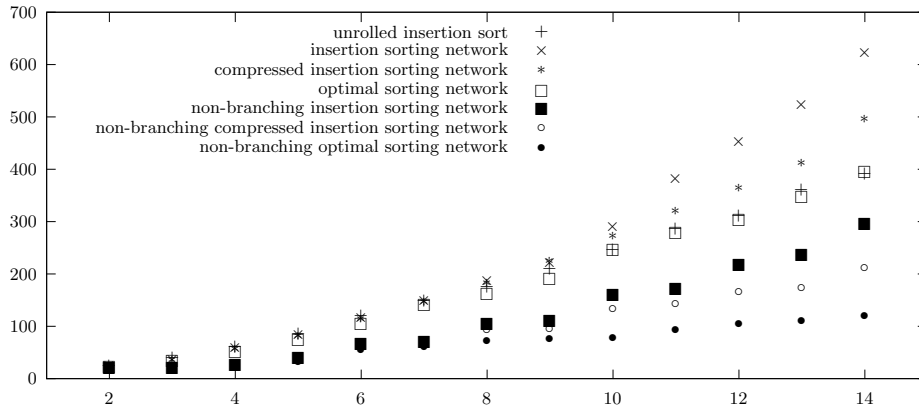 700
600
500
400
300
200
100
0
unrolled insertion sort
insertion sorting network
compressed insertion sorting network
optimal sorting network
non-branching insertion sorting network
non-branching compressed insertion sorting network
non-branching optimal sorting network
2 4 6 8 10 12 14